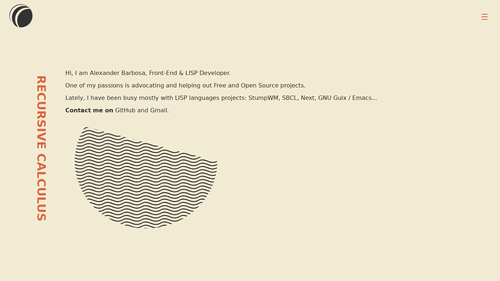 Hi, I am Alexander Barbosa, Front-End & LISP Developer.
One of my passions is advocating and helping out Free and Open Source projects.
Lately, I have been busy mostly with LISP languages projects: StumpWM, SBCL, Next, GNU Guix / Emacs...
Contact me on GitHub and Gmail.
RECURSIVE CALCULUS